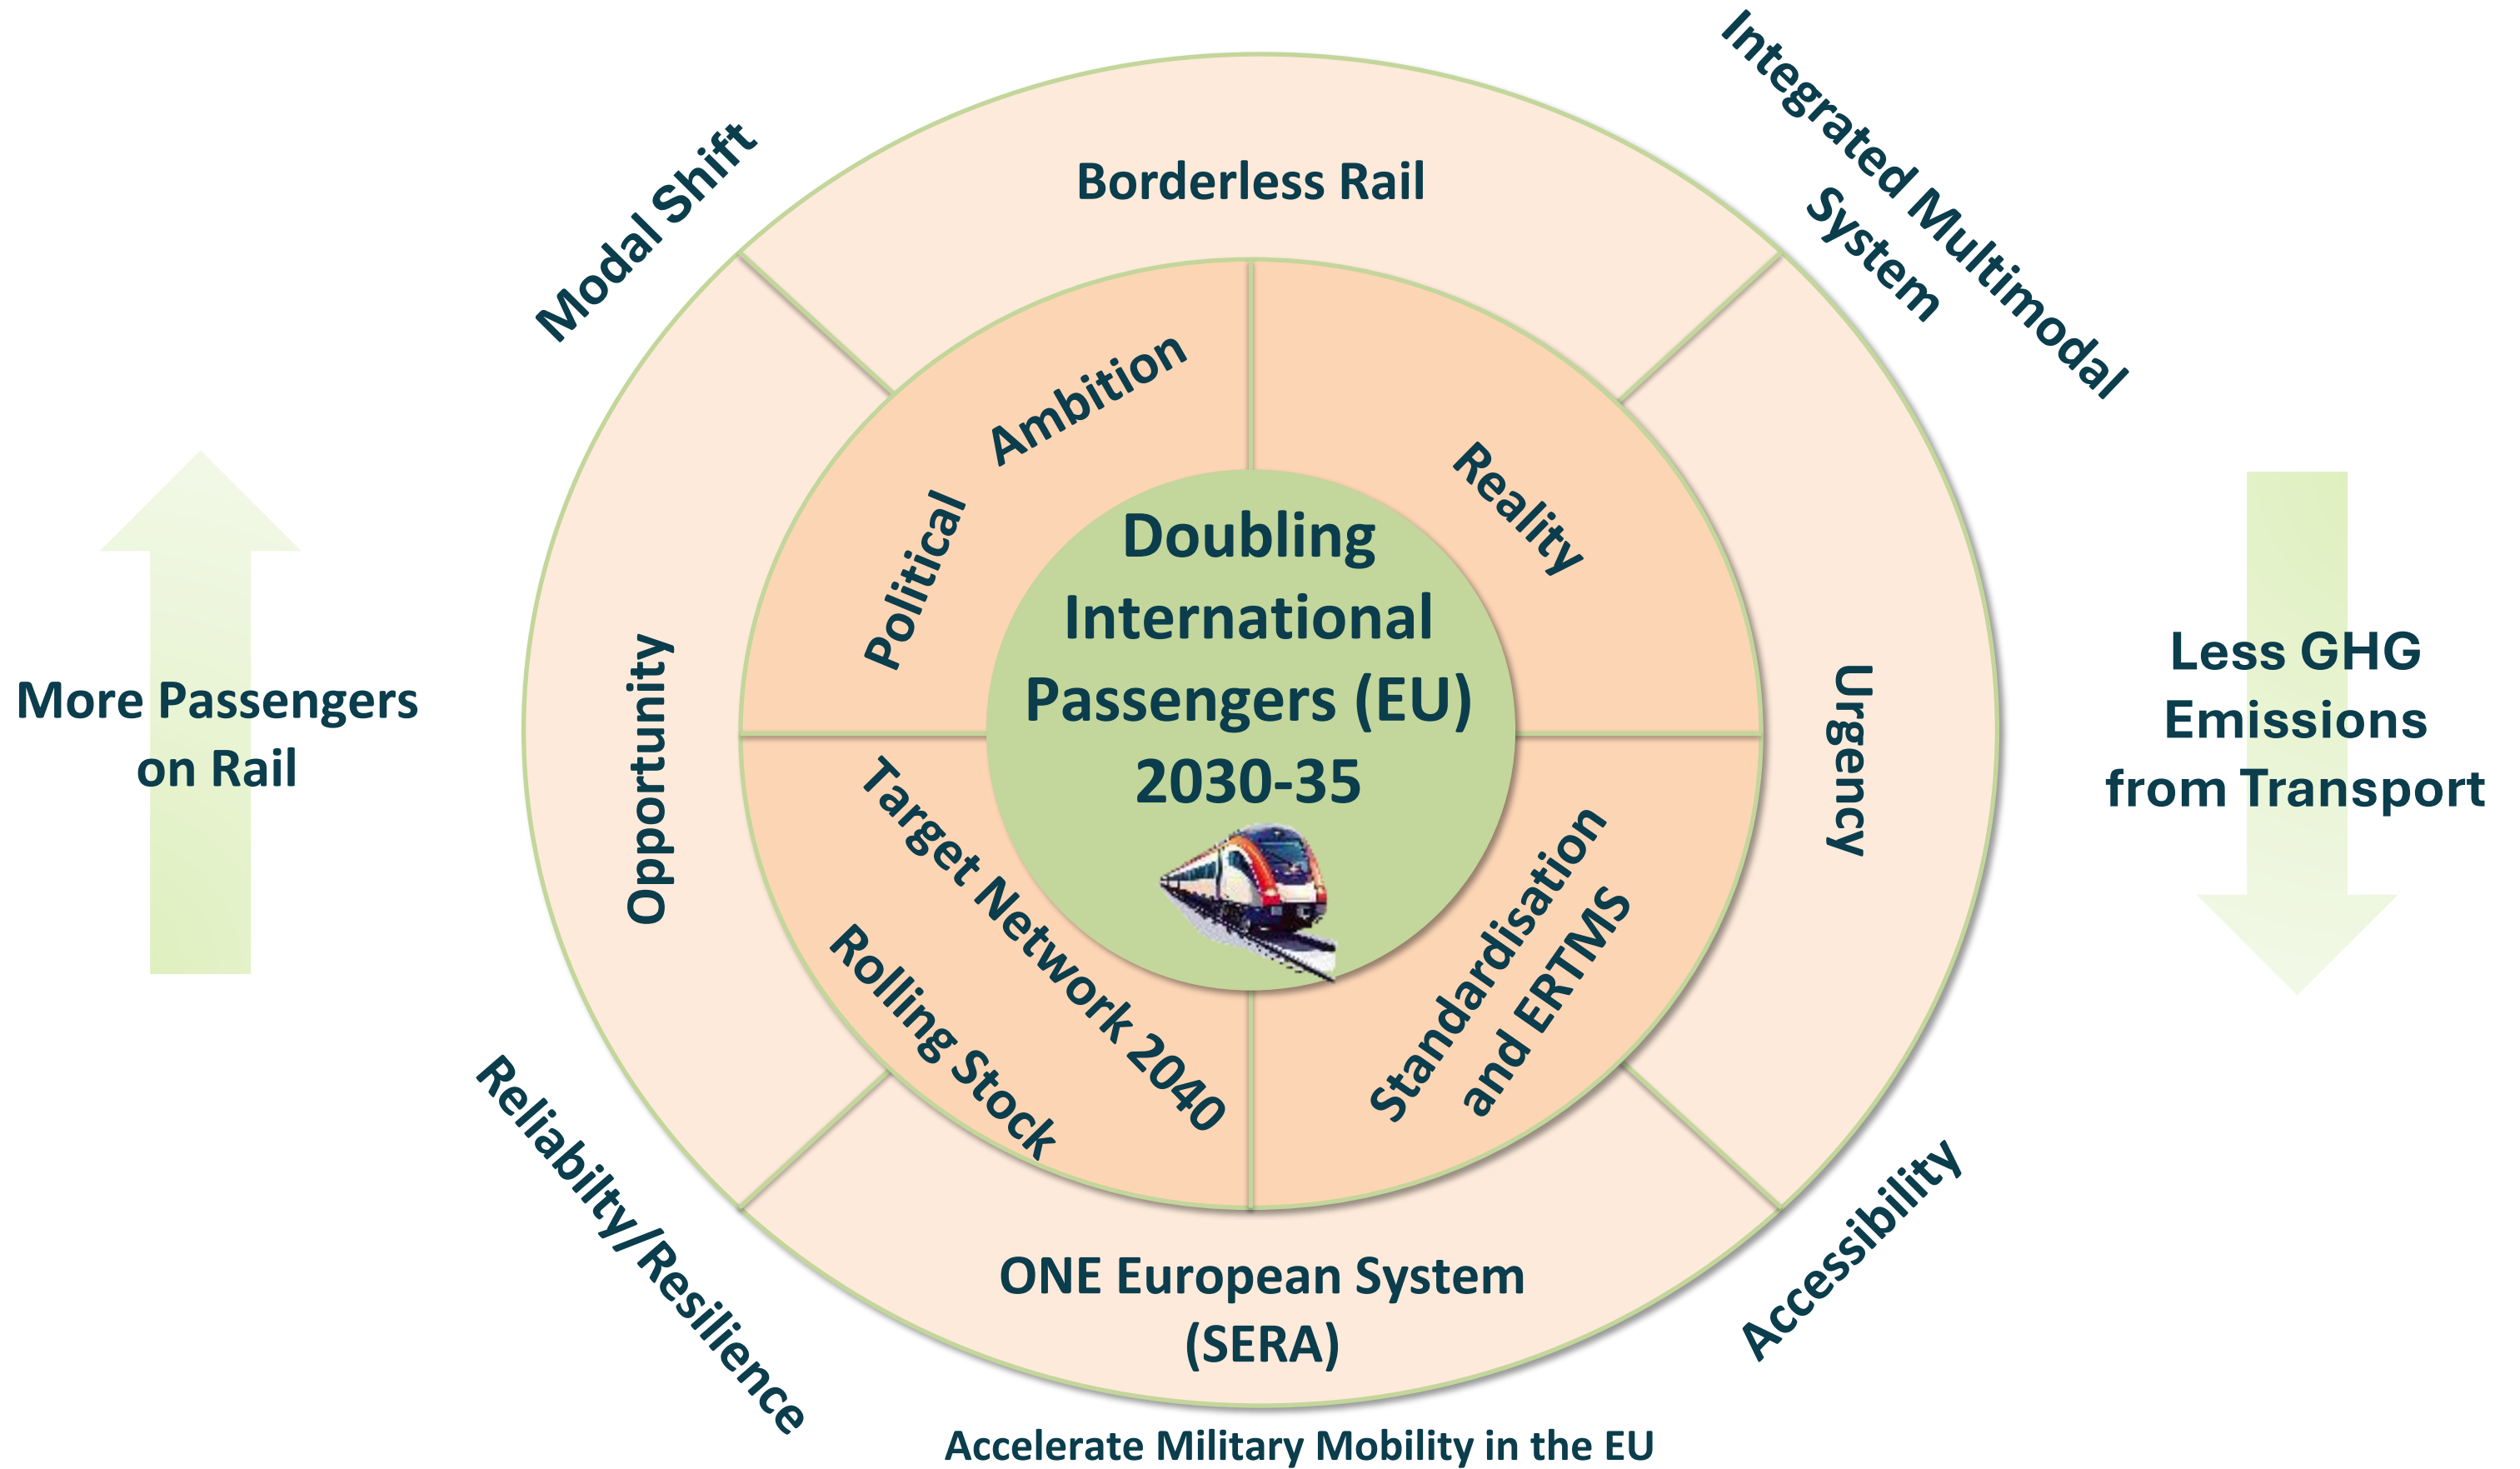 Integrated Multimodal
System
Modal Shift
Borderless Rail
Political Ambition
Reality
Doubling
International
Passengers (EU)
2030-35
More Passengers
on Rail
Opportunity
Urgency
Less GHG
Emissions
from Transport
Target Network 2040
Rolling Stock
Standardisation
and ERTMS
Reliabilty/Resilience
Accessibility
ONE European System
(SERA)
Accelerate Military Mobility in the EU